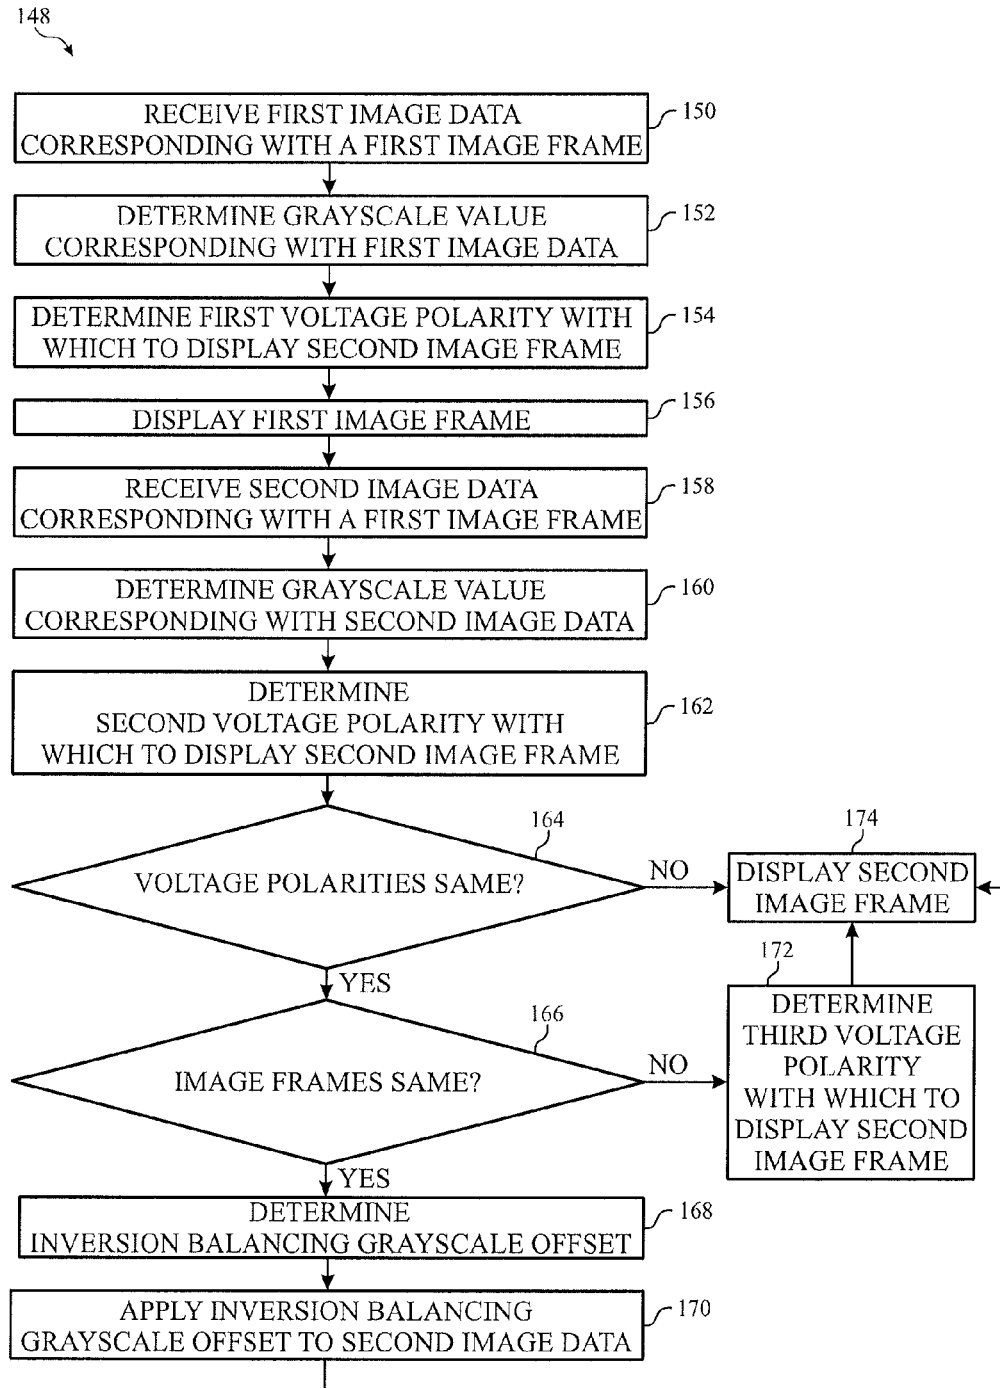 148
RECEIVE FIRST IMAGE DATA
CORRESPONDING WITH A FIRST IMAGE FRAME
150
DETERMINE GRAYSCALE VALUE
CORRESPONDING WITH FIRST IMAGE DATA
152
DETERMINE FIRST VOLTAGE POLARITY WITH
WHICH TO DISPLAY SECOND IMAGE FRAME
154
DISPLAY FIRST IMAGE FRAME
156
RECEIVE SECOND IMAGE DATA
CORRESPONDING WITH A FIRST IMAGE FRAME
158
DETERMINE GRAYSCALE VALUE
CORRESPONDING WITH SECOND IMAGE DATA
160
DETERMINE
SECOND VOLTAGE POLARITY WITH
WHICH TO DISPLAY SECOND IMAGE FRAME
162
VOLTAGE POLARITIES SAME?
164
NO
174
DISPLAY SECOND
IMAGE FRAME
YES
IMAGE FRAMES SAME?
166
NO
172
DETERMINE
THIRD VOLTAGE
POLARITY
WITH WHICH TO
DISPLAY SECOND
IMAGE FRAME
YES
DETERMINE
INVERSION BALANCING GRAYSCALE OFFSET
168
APPLY INVERSION BALANCING
GRAYSCALE OFFSET TO SECOND IMAGE DATA
170